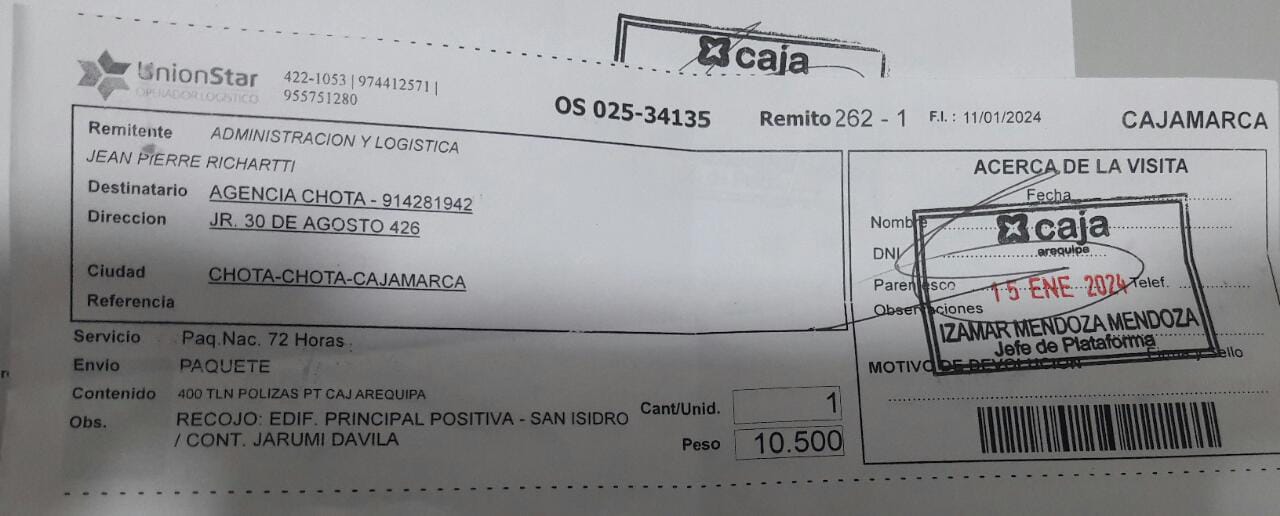 caja
UnionStar
OPERADOR LOGISTICO
422-1053 | 974412571 |
955751280
OS 025-34135
Remito 262 - 1
F.I. : 11/01/2024
CAJAMARCA
Remitente ADMINISTRACION Y LOGISTICA
JEAN PIERRE RICHARTTI
Destinatario AGENCIA CHOTA - 914281942
Direccion JR. 30 DE AGOSTO 426
Ciudad CHOTA-CHOTA-CAJAMARCA
Referencia
Servicio Paq.Nac. 72 Horas
Envio PAQUETE
Contenido 400 TLN POLIZAS PT CAJ AREQUIPA
Obs. RECOJO: EDIF. PRINCIPAL POSITIVA - SAN ISIDRO
/ CONT. JARUMI DAVILA
Cant/Unid. 1
Peso 10.500
ACERCA DE LA VISITA
Fecha
Nombre
DNI
Parentesco
Telef.
Observaciones
MOTIVO DE DEVOLUCION
Firma y Sello
caja
arequipa
15 ENE 2024
IZAMAR MENDOZA MENDOZA
Jefe de Plataforma